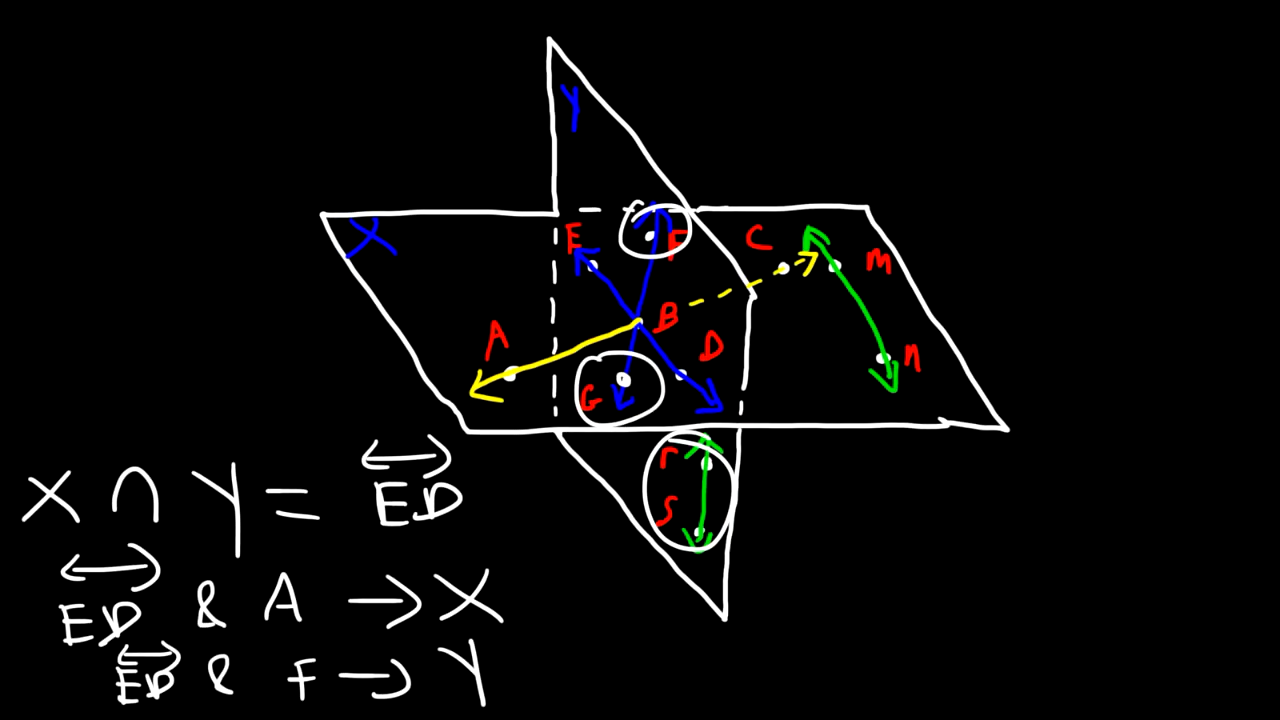 Y
X
E
F
C
M
B
A
D
n
G
r
S
X ∩ Y = ED
ED & A → X
ED & F → Y